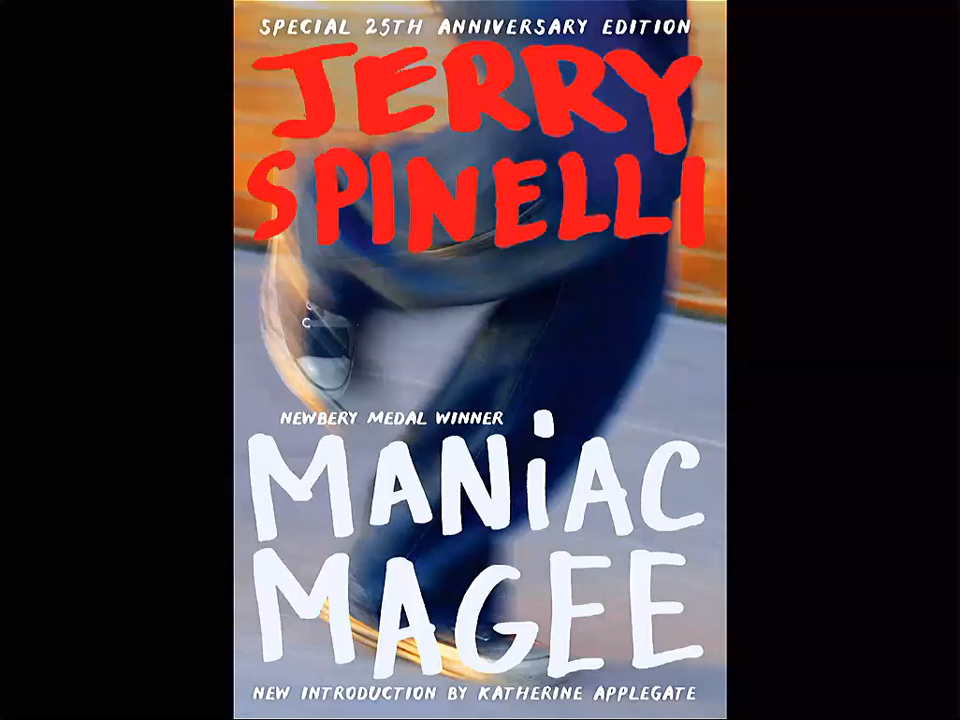 SPECIAL 25TH ANNIVERSARY EDITION
JERRY
SPINELLI
NEWBERY MEDAL WINNER
MANiAC
MAGEE
NEW INTRODUCTION BY KATHERINE APPLEGATE